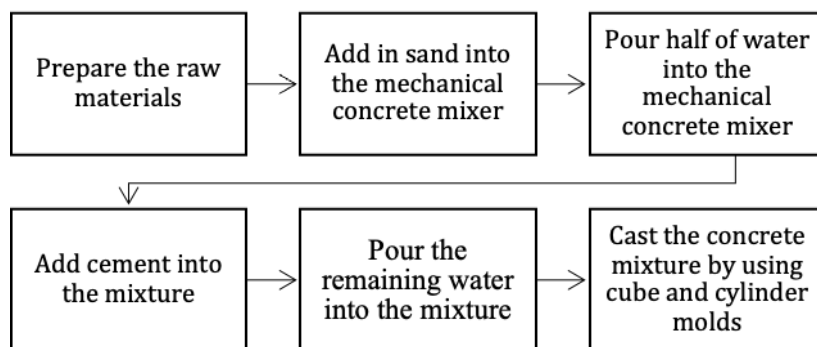 Prepare the raw
materials
Add in sand into
the mechanical
concrete mixer
Pour half of water
into the
mechanical
concrete mixer
Add cement into
the mixture
Pour the
remaining water
into the mixture
Cast the concrete
mixture by using
cube and cylinder
molds